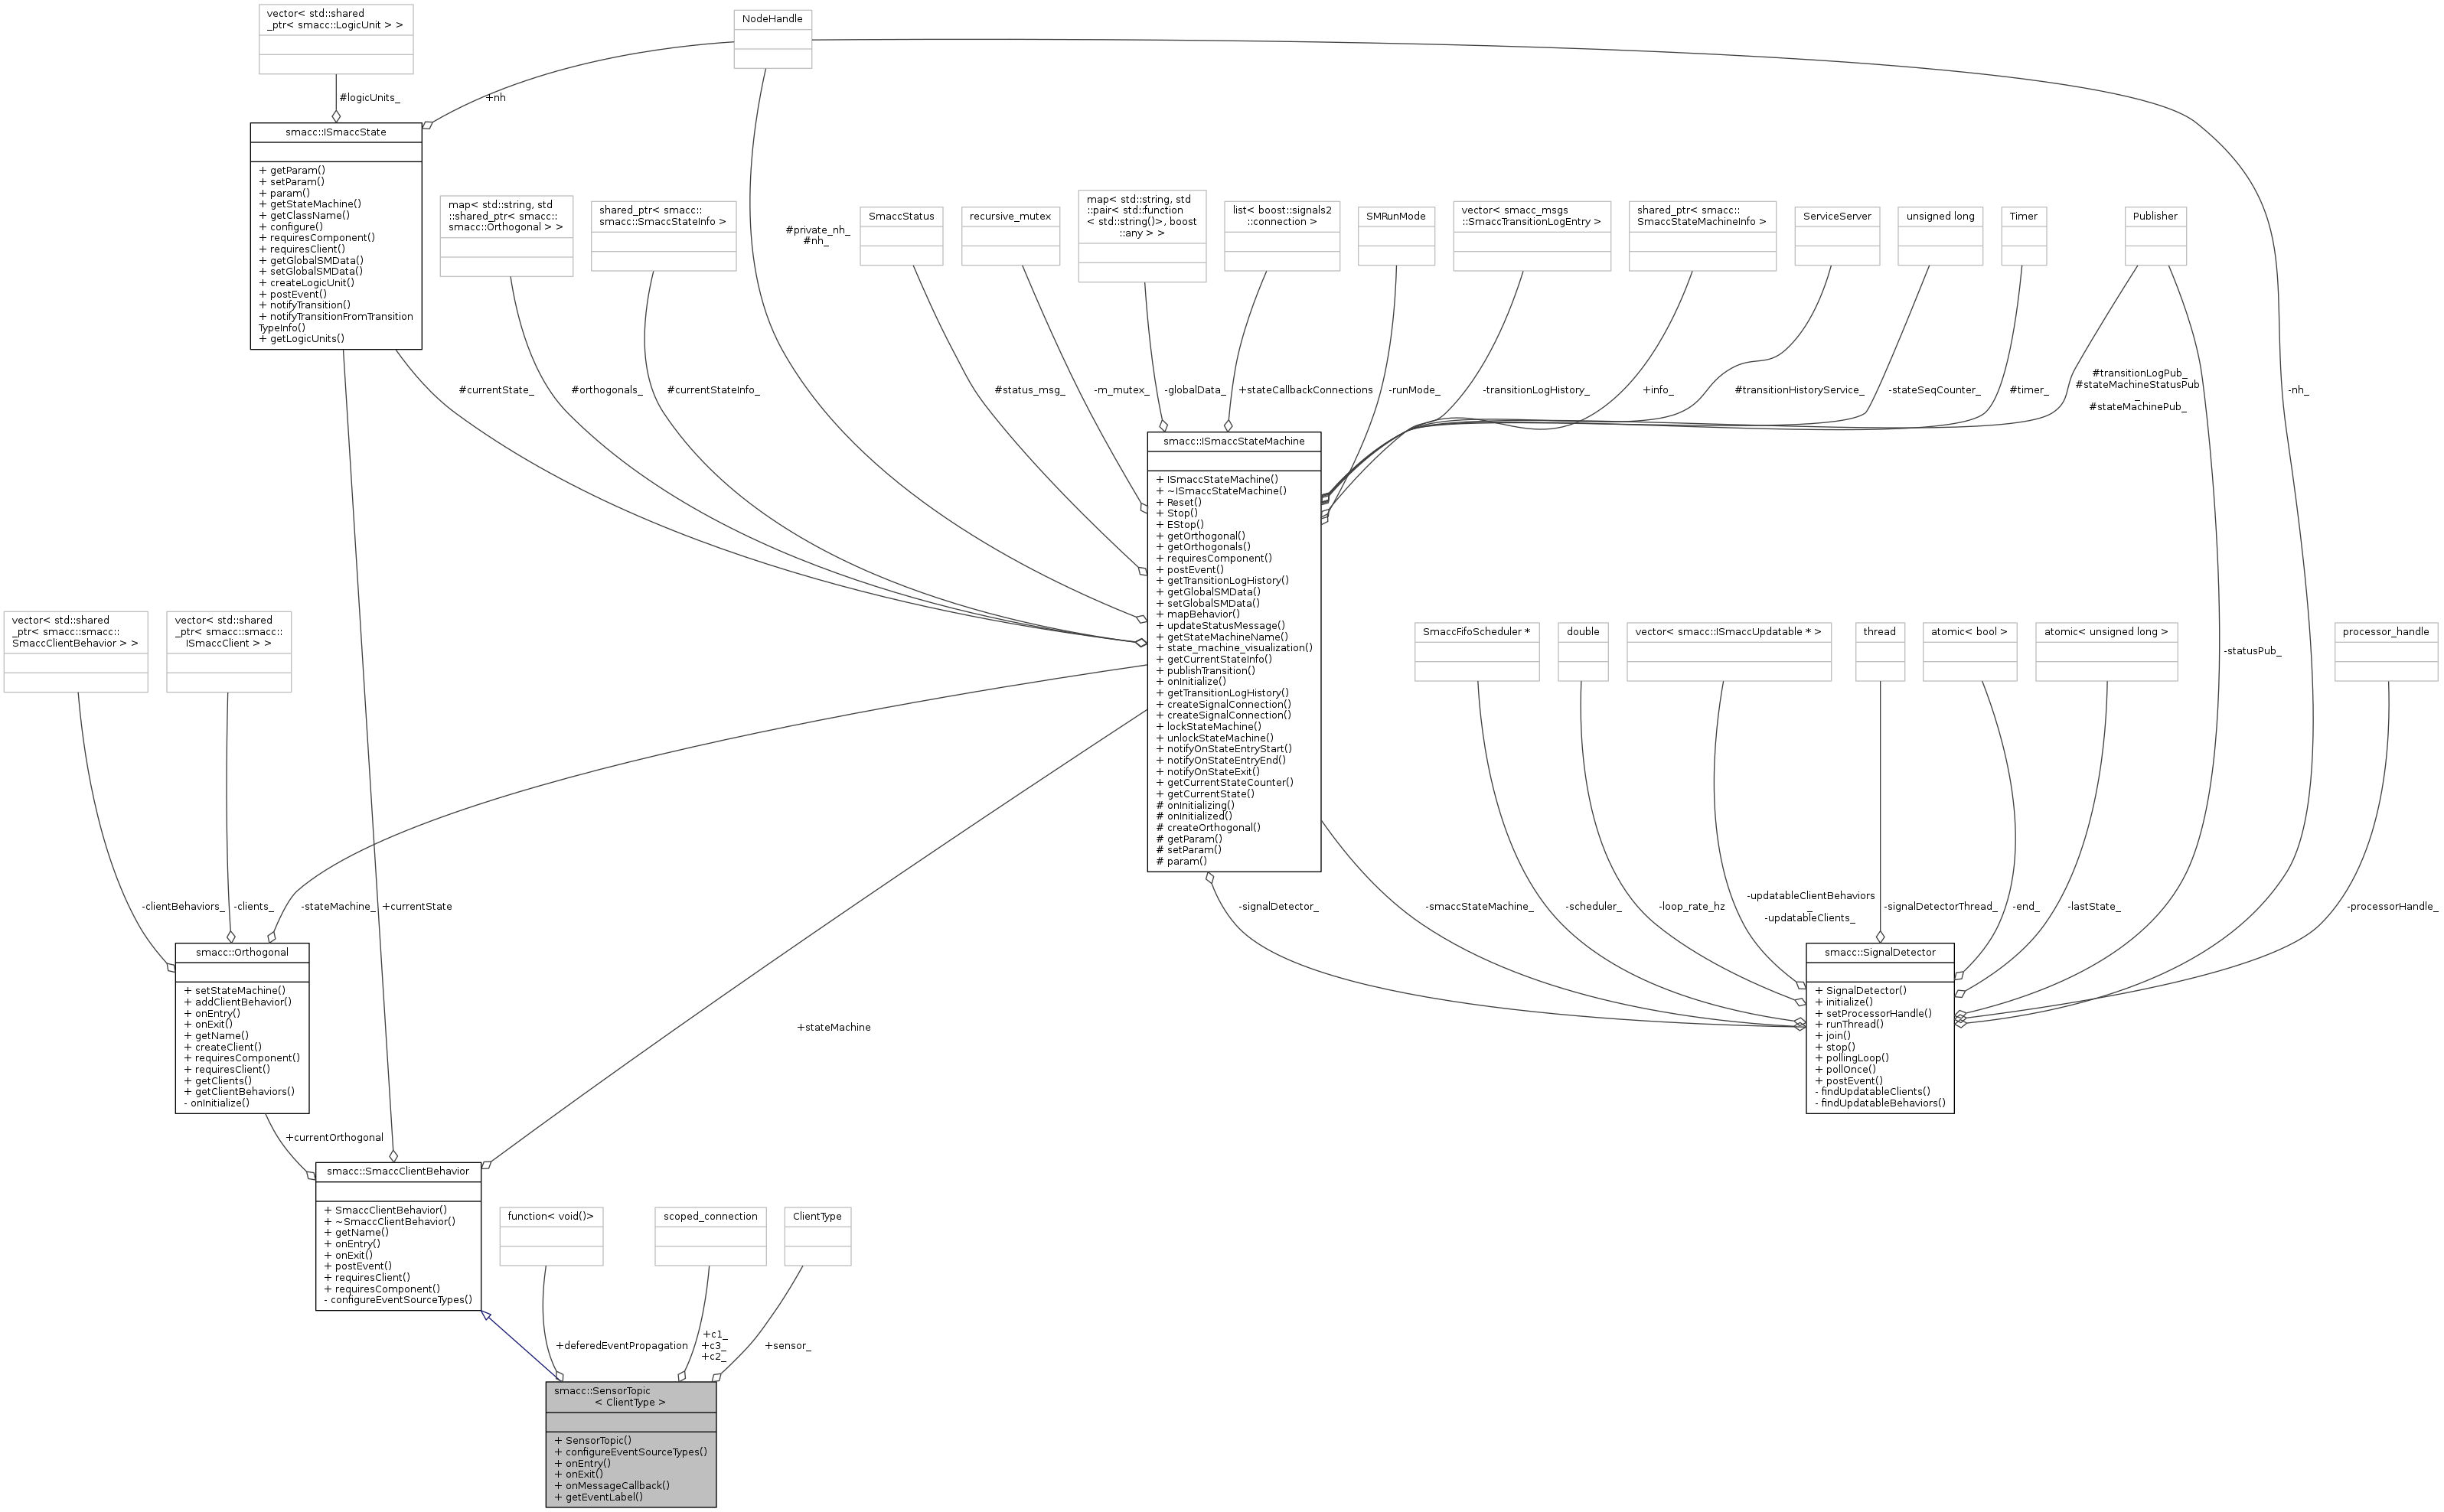 vector< std::shared
_ptr< smacc::LogicUnit > >
NodeHandle
#logicUnits_
+nh
smacc::ISmaccState
+ getParam()
+ setParam()
+ param()
+ getStateMachine()
+ getClassName()
+ configure()
+ requiresComponent()
+ requiresClient()
+ getGlobalSMData()
+ setGlobalSMData()
+ createLogicUnit()
+ postEvent()
+ notifyTransition()
+ notifyTransitionFromTransition
TypeInfo()
+ getLogicUnits()
map< std::string, std
::shared_ptr< smacc::
smacc::Orthogonal > >
shared_ptr< smacc::
smacc::SmaccStateInfo >
#private_nh_
#nh_
SmaccStatus
recursive_mutex
map< std::string, std
::pair< std::function
< std::string()>, boost
::any > >
list< boost::signals2
::connection >
SMRunMode
vector< smacc_msgs
::SmaccTransitionLogEntry >
shared_ptr< smacc::
SmaccStateMachineInfo >
ServiceServer
unsigned long
Timer
Publisher
#currentState_
#orthogonals_
#currentStateInfo_
#status_msg_
-m_mutex_
-globalData_
+stateCallbackConnections
-runMode_
-transitionLogHistory_
+info_
#transitionHistoryService_
-stateSeqCounter_
#timer_
#transitionLogPub_
#stateMachineStatusPub
_
#stateMachinePub_
-nh_
smacc::ISmaccStateMachine
+ ISmaccStateMachine()
+ ~ISmaccStateMachine()
+ Reset()
+ Stop()
+ EStop()
+ getOrthogonal()
+ getOrthogonals()
+ requiresComponent()
+ postEvent()
+ getTransitionLogHistory()
+ getGlobalSMData()
+ setGlobalSMData()
+ mapBehavior()
+ updateStatusMessage()
+ getStateMachineName()
+ state_machine_visualization()
+ getCurrentStateInfo()
+ publishTransition()
+ onInitialize()
+ getTransitionLogHistory()
+ createSignalConnection()
+ createSignalConnection()
+ lockStateMachine()
+ unlockStateMachine()
+ notifyOnStateEntryStart()
+ notifyOnStateEntryEnd()
+ notifyOnStateExit()
+ getCurrentStateCounter()
+ getCurrentState()
# onInitializing()
# onInitialized()
# createOrthogonal()
# getParam()
# setParam()
# param()
vector< std::shared
_ptr< smacc::smacc::
SmaccClientBehavior > >
vector< std::shared
_ptr< smacc::smacc::
ISmaccClient > >
SmaccFifoScheduler *
double
vector< smacc::ISmaccUpdatable * >
thread
atomic< bool >
atomic< unsigned long >
-statusPub_
processor_handle
-clientBehaviors_
-clients_
-stateMachine_
+currentState
-signalDetector_
-smaccStateMachine_
-scheduler_
-loop_rate_hz
-updatableClientBehaviors
_
-updatableClients_
-signalDetectorThread_
-end_
-lastState_
-processorHandle_
smacc::Orthogonal
+ setStateMachine()
+ addClientBehavior()
+ onEntry()
+ onExit()
+ getName()
+ createClient()
+ requiresComponent()
+ requiresClient()
+ getClients()
+ getClientBehaviors()
- onInitialize()
+stateMachine
smacc::SignalDetector
+ SignalDetector()
+ initialize()
+ setProcessorHandle()
+ runThread()
+ join()
+ stop()
+ pollingLoop()
+ pollOnce()
+ postEvent()
- findUpdatableClients()
- findUpdatableBehaviors()
+currentOrthogonal
smacc::SmaccClientBehavior
+ SmaccClientBehavior()
+ ~SmaccClientBehavior()
+ getName()
+ onEntry()
+ onExit()
+ postEvent()
+ requiresClient()
+ requiresComponent()
- configureEventSourceTypes()
function< void()>
scoped_connection
ClientType
+deferedEventPropagation
+c1_
+c3_
+c2_
+sensor_
smacc::SensorTopic
< ClientType >
+ SensorTopic()
+ configureEventSourceTypes()
+ onEntry()
+ onExit()
+ onMessageCallback()
+ getEventLabel()